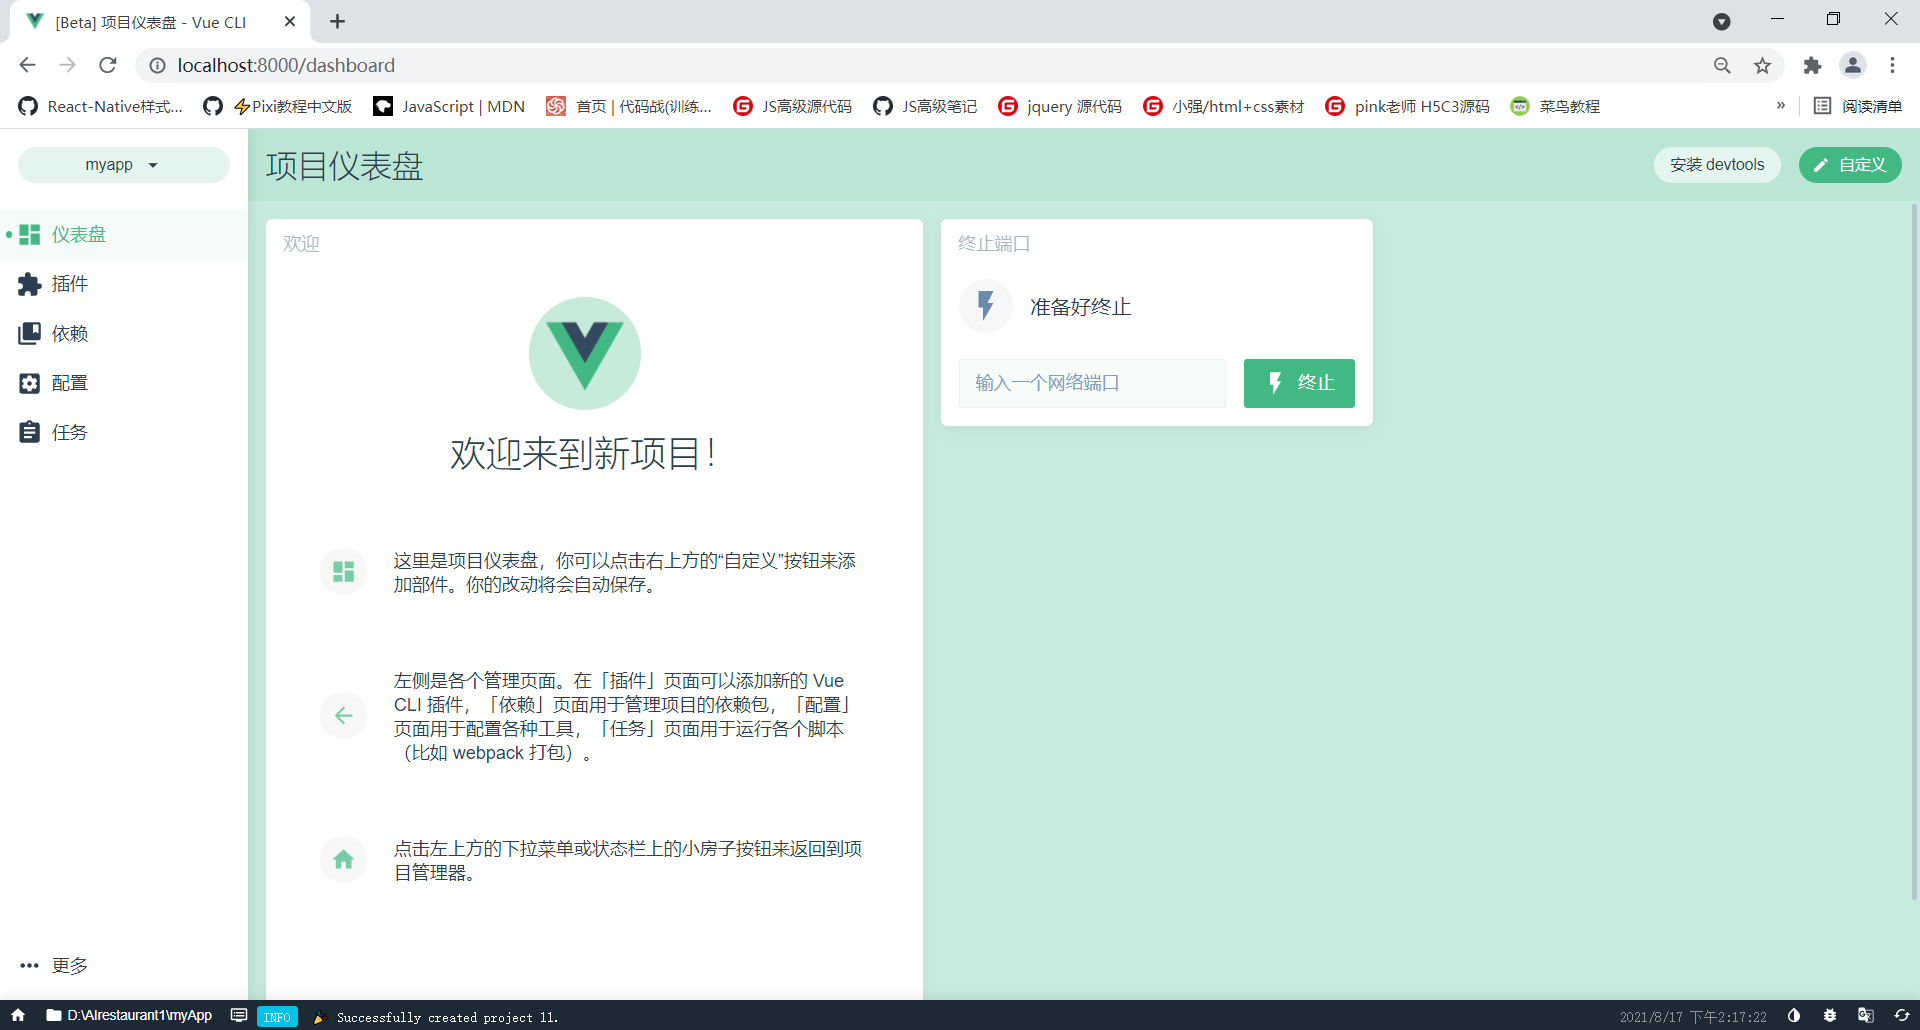 [Beta] 项目仪表盘 - Vue CLI
localhost:8000/dashboard
React-Native样式... ⚡Pixi教程中文版 JavaScript | MDN 首页 | 代码战(训练... JS高级源代码 JS高级笔记 jquery 源代码 小强/html+css素材 pink老师 H5C3源码 菜鸟教程 » 阅读清单
myapp
项目仪表盘
安装 devtools
自定义
仪表盘
插件
依赖
配置
任务
更多
欢迎
欢迎来到新项目！
这里是项目仪表盘，你可以点击右上方的“自定义”按钮来添
加部件。你的改动将会自动保存。
左侧是各个管理页面。在「插件」页面可以添加新的 Vue
CLI 插件，「依赖」页面用于管理项目的依赖包，「配置」
页面用于配置各种工具，「任务」页面用于运行各个脚本
（比如 webpack 打包）。
点击左上方的下拉菜单或状态栏上的小房子按钮来返回到项
目管理器。
终止端口
准备好终止
输入一个网络端口
终止
D:\AIrestaurant1\myApp INFO 🎉 Successfully created project 11. 2021/8/17 下午2:17:22